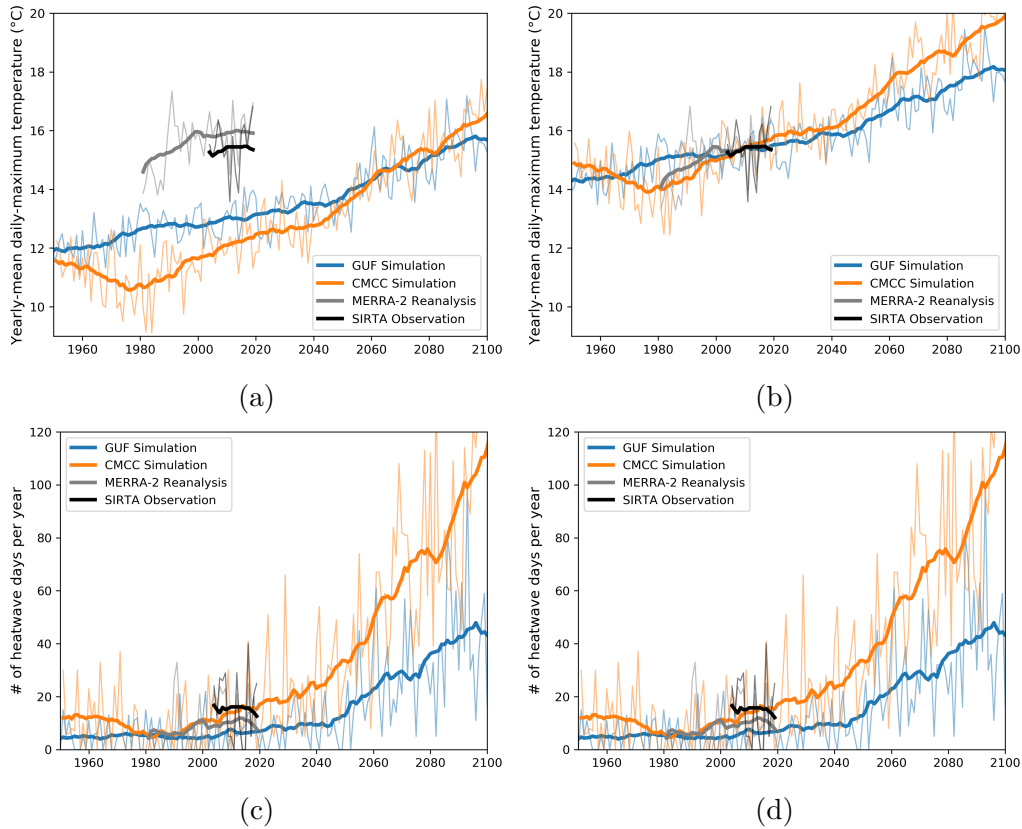 Yearly-mean daily-maximum temperature (°C)
20
18
16
14
12
10
GUF Simulation
CMCC Simulation
MERRA-2 Reanalysis
SIRTA Observation
1960 1980 2000 2020 2040 2060 2080 2100
(a)
Yearly-mean daily-maximum temperature (°C)
20
18
16
14
12
10
GUF Simulation
CMCC Simulation
MERRA-2 Reanalysis
SIRTA Observation
1960 1980 2000 2020 2040 2060 2080 2100
(b)
# of heatwave days per year
120
100
80
60
40
20
0
GUF Simulation
CMCC Simulation
MERRA-2 Reanalysis
SIRTA Observation
1960 1980 2000 2020 2040 2060 2080 2100
(c)
# of heatwave days per year
120
100
80
60
40
20
0
GUF Simulation
CMCC Simulation
MERRA-2 Reanalysis
SIRTA Observation
1960 1980 2000 2020 2040 2060 2080 2100
(d)